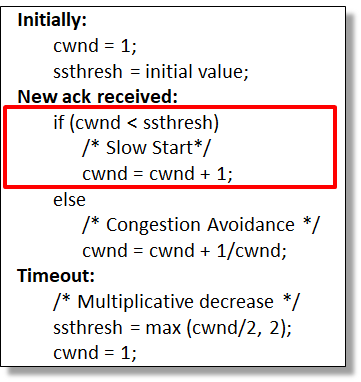 Initially:
cwnd = 1;
ssthresh = initial value;
New ack received:
if (cwnd < ssthresh)
/* Slow Start*/
cwnd = cwnd + 1;
else
/* Congestion Avoidance */
cwnd = cwnd + 1/cwnd;
Timeout:
/* Multiplicative decrease */
ssthresh = max (cwnd/2, 2);
cwnd = 1;